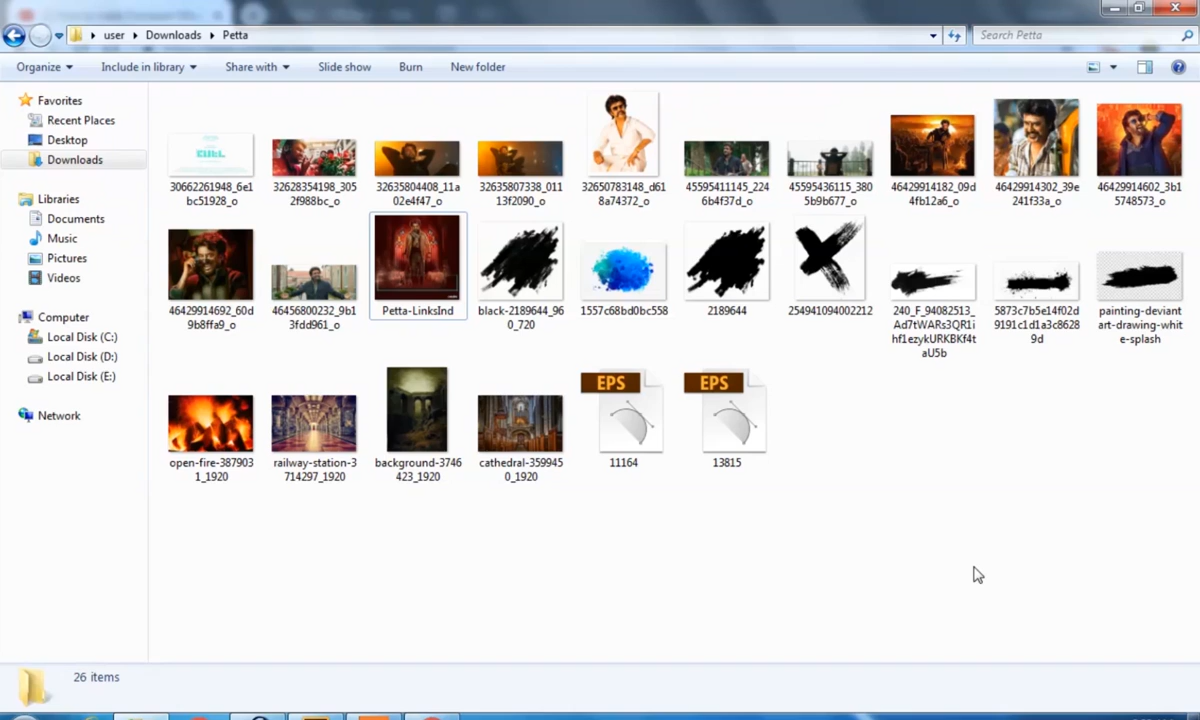 user Downloads Petta
Search Petta
Organize Include in library Share with Slide show Burn New folder
Favorites
Recent Places
Desktop
Downloads
Libraries
Documents
Music
Pictures
Videos
Computer
Local Disk (C:)
Local Disk (D:)
Local Disk (E:)
Network
30662261948_6e1
bc51928_o
32628354198_305
2f988bc_o
32635804408_11a
02e4f47_o
32635807338_011
13f2090_o
32650783148_d61
8a74372_o
45595411145_224
6b4f37d_o
45595436115_380
5b9b677_o
46429914182_09d
4fb12a6_o
46429914302_39e
241f33a_o
46429914602_3b1
5748573_o
46429914692_60d
9b8ffa9_o
46456800232_9b1
3fdd961_o
Petta-LinksInd
black-2189644_96
0_720
1557c68bd0bc558
2189644
254941094002212
240_F_94082513_
Ad7tWARs3QR1i
hf1ezykURKBKf4t
aU5b
5873c7b5e14f02d
9191c1d1a3c8628
9d
painting-deviant
art-drawing-whit
e-splash
open-fire-387903
1_1920
railway-station-3
714297_1920
background-3746
423_1920
cathedral-359945
0_1920
EPS
11164
EPS
13815
26 items